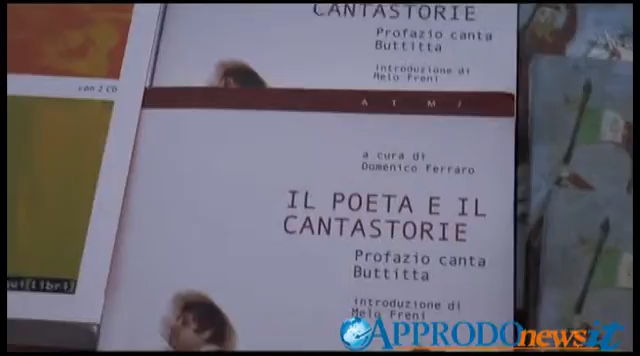 CANTASTORIE
Profazio canta
Buttitta
introduzione di
Melo Freni
con 2 CD
A T M J
a cura di
Domenico Ferraro
IL POETA E IL
CANTASTORIE
Profazio canta
Buttitta
introduzione di
Melo Freni
APPRODOnews.it